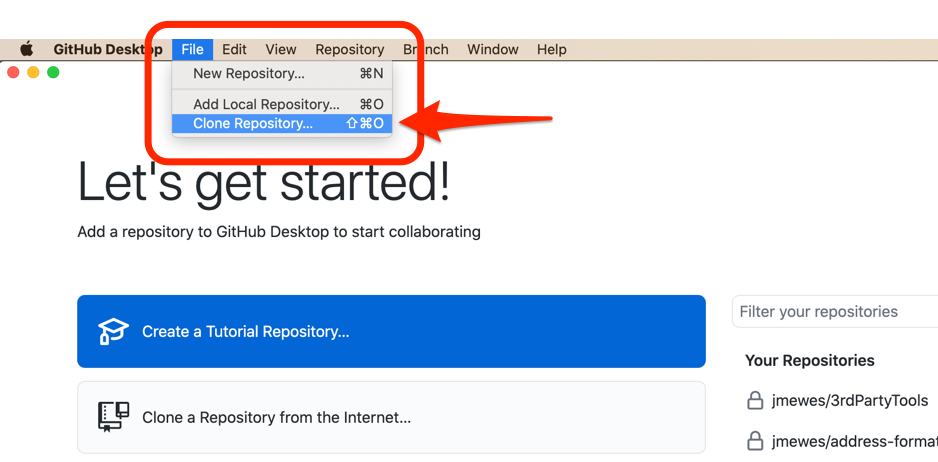 GitHub Desktop File Edit View Repository Branch Window Help
New Repository... ⌘N
Add Local Repository... ⌘O
Clone Repository... ⇧⌘O
Let's get started!
Add a repository to GitHub Desktop to start collaborating
Create a Tutorial Repository...
Clone a Repository from the Internet...
Filter your repositories
Your Repositories
jmewes/3rdPartyTools
jmewes/address-format